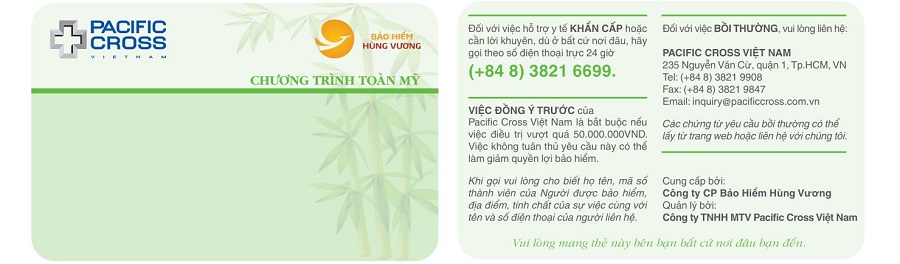 PACIFIC
CROSS
VIETNAM
BẢO HIỂM
HÙNG VƯƠNG
CHƯƠNG TRÌNH TOÀN MỸ
Đối với việc hỗ trợ y tế KHẨN CẤP hoặc
cần lời khuyên, dù ở bất cứ nơi đâu, hãy
gọi theo số điện thoại trực 24 giờ
(+84 8) 3821 6699.
VIỆC ĐỒNG Ý TRƯỚC của
Pacific Cross Việt Nam là bắt buộc nếu
việc điều trị vượt quá 50.000.000VND.
Việc không tuân thủ yêu cầu này có thể
làm giảm quyền lợi bảo hiểm.
Khi gọi vui lòng cho biết họ tên, mã số
thành viên của Người được bảo hiểm,
địa điểm, tính chất của sự việc cùng với
tên và số điện thoại của người liên hệ.
Đối với việc BỒI THƯỜNG, vui lòng liên hệ:
PACIFIC CROSS VIỆT NAM
235 Nguyễn Văn Cừ, quận 1, Tp.HCM, VN
Tel: (+84 8) 3821 9908
Fax: (+84 8) 3821 9847
Email: inquiry@pacificcross.com.vn
Các chứng từ yêu cầu bồi thường có thể
lấy từ trang web hoặc liên hệ với chúng tôi.
Cung cấp bởi:
Công ty CP Bảo Hiểm Hùng Vương
Quản lý bởi:
Công ty TNHH MTV Pacific Cross Việt Nam
Vui lòng mang thẻ này bên bạn bất cứ nơi đâu bạn đến.